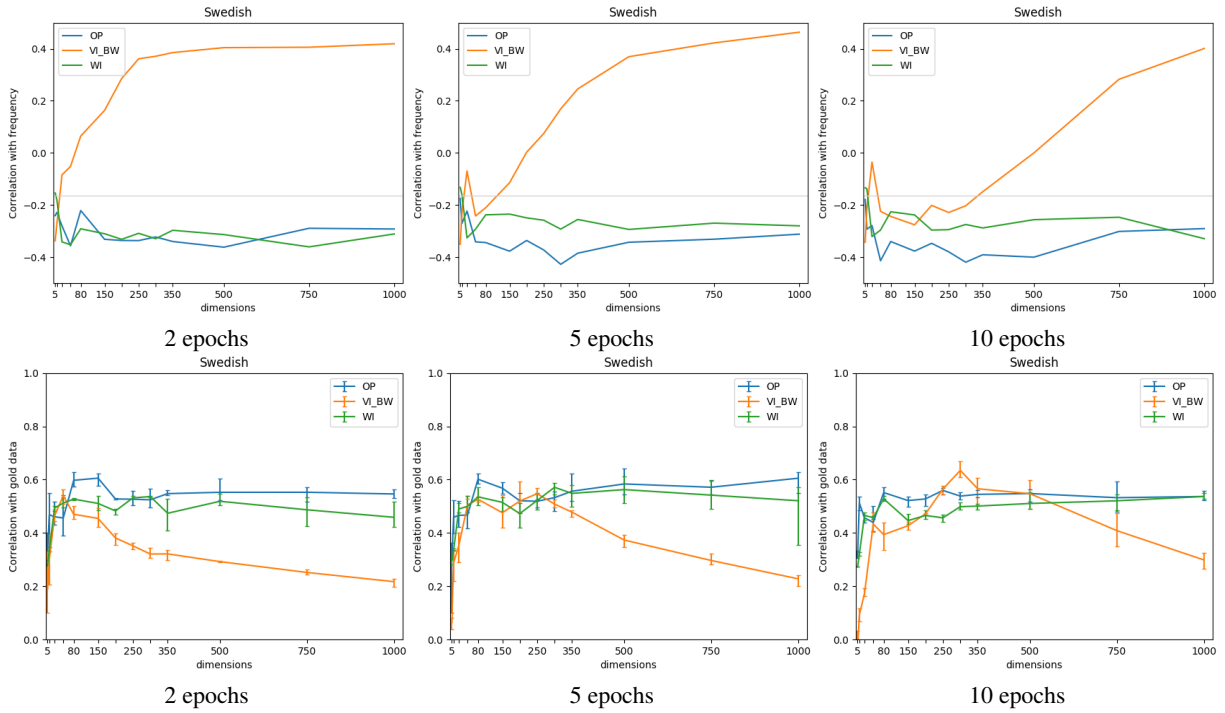 Swedish
Correlation with frequency
0.4
0.2
0.0
−0.2
−0.4
OP
VI_BW
WI
5 80 150 250 350 500 750 1000
dimensions
2 epochs
Swedish
Correlation with frequency
0.4
0.2
0.0
−0.2
−0.4
OP
VI_BW
WI
5 80 150 250 350 500 750 1000
dimensions
5 epochs
Swedish
Correlation with frequency
0.4
0.2
0.0
−0.2
−0.4
OP
VI_BW
WI
5 80 150 250 350 500 750 1000
dimensions
10 epochs
Swedish
Correlation with gold data
1.0
0.8
0.6
0.4
0.2
0.0
OP
VI_BW
WI
5 80 150 250 350 500 750 1000
dimensions
2 epochs
Swedish
Correlation with gold data
1.0
0.8
0.6
0.4
0.2
0.0
OP
VI_BW
WI
5 80 150 250 350 500 750 1000
dimensions
5 epochs
Swedish
Correlation with gold data
1.0
0.8
0.6
0.4
0.2
0.0
OP
VI_BW
WI
5 80 150 250 350 500 750 1000
dimensions
10 epochs